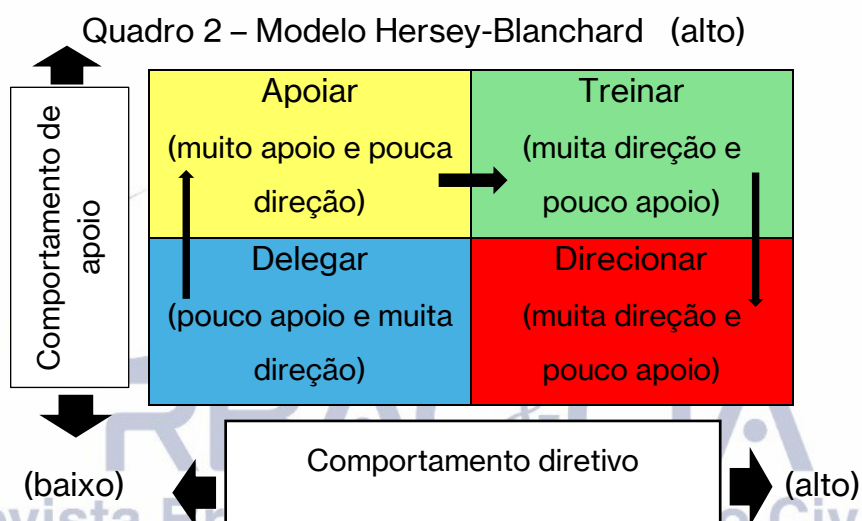 Quadro 2 – Modelo Hersey-Blanchard (alto)
Comportamento de
apoio
Apoiar
(muito apoio e pouca
direção)
Treinar
(muita direção e
pouco apoio)
Delegar
(pouco apoio e muita
direção)
Direcionar
(muita direção e
pouco apoio)
(baixo)
Comportamento diretivo
(alto)